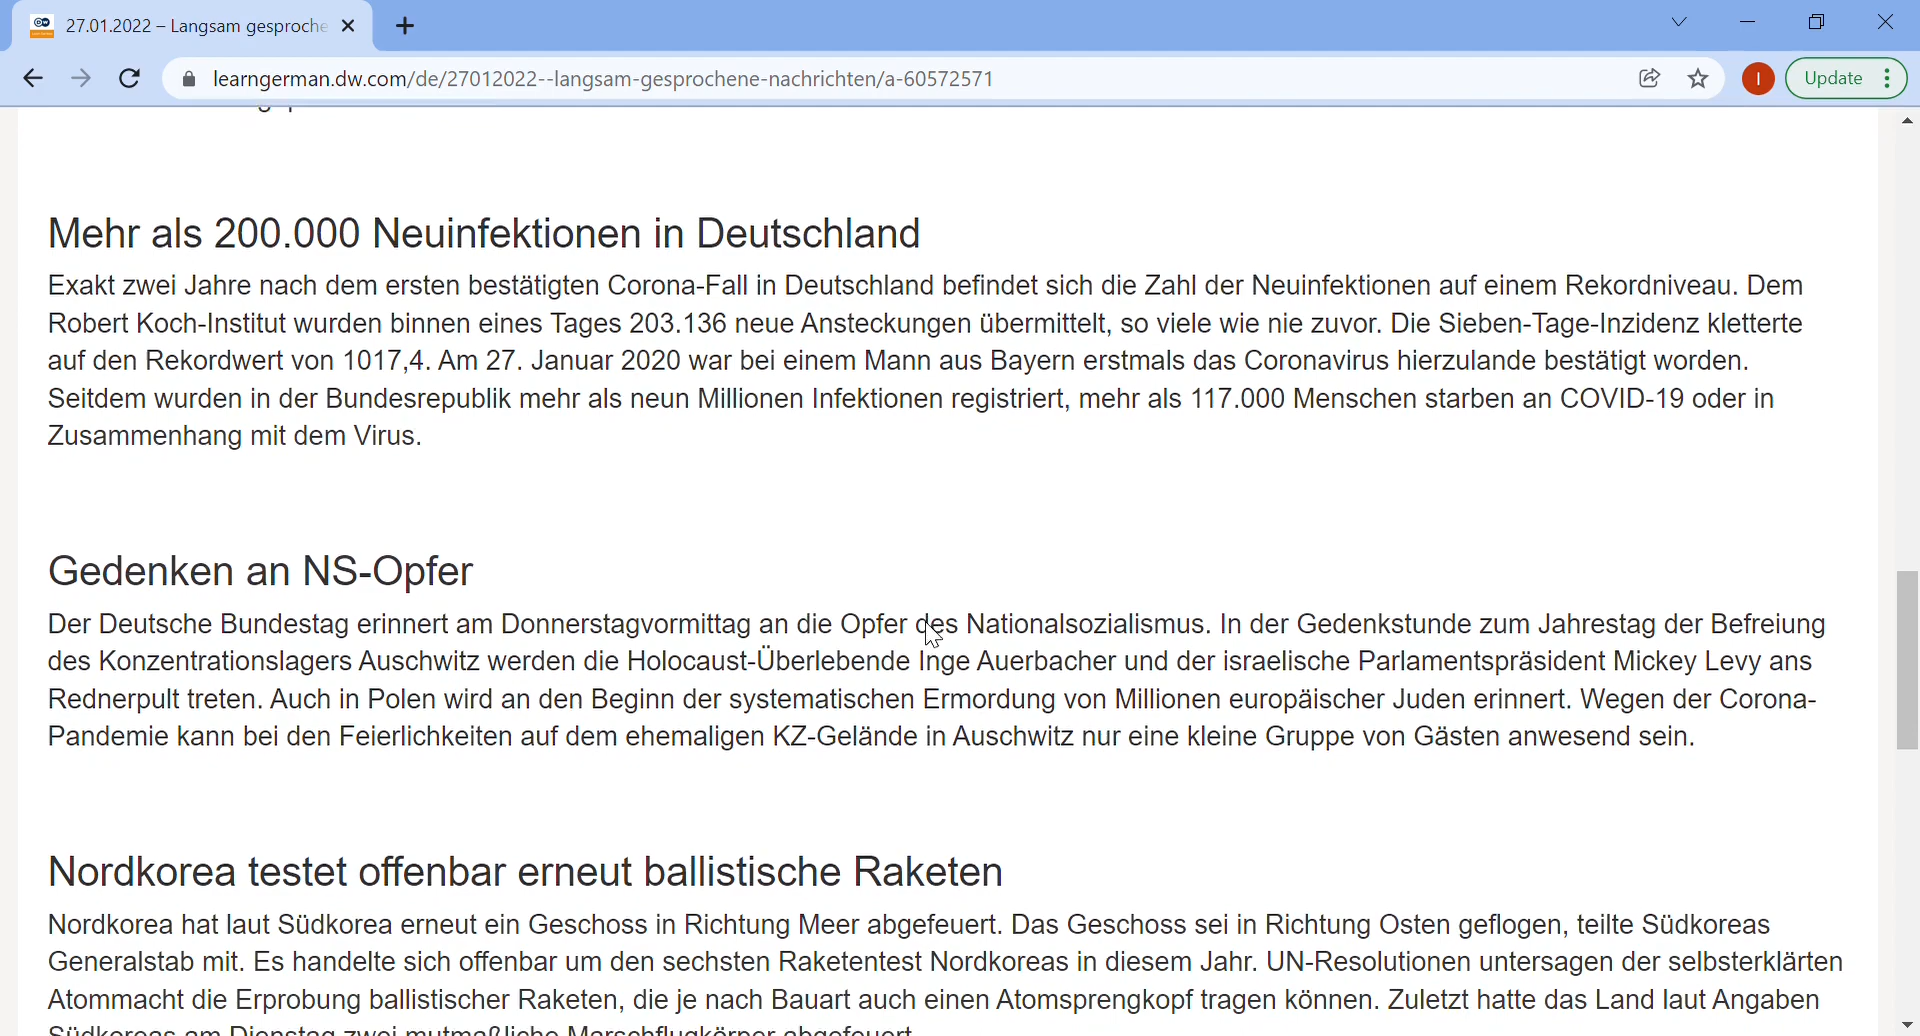 27.01.2022 – Langsam gesproche
learngerman.dw.com/de/27012022--langsam-gesprochene-nachrichten/a-60572571
I
Update
Mehr als 200.000 Neuinfektionen in Deutschland
Exakt zwei Jahre nach dem ersten bestätigten Corona-Fall in Deutschland befindet sich die Zahl der Neuinfektionen auf einem Rekordniveau. Dem
Robert Koch-Institut wurden binnen eines Tages 203.136 neue Ansteckungen übermittelt, so viele wie nie zuvor. Die Sieben-Tage-Inzidenz kletterte
auf den Rekordwert von 1017,4. Am 27. Januar 2020 war bei einem Mann aus Bayern erstmals das Coronavirus hierzulande bestätigt worden.
Seitdem wurden in der Bundesrepublik mehr als neun Millionen Infektionen registriert, mehr als 117.000 Menschen starben an COVID-19 oder in
Zusammenhang mit dem Virus.
Gedenken an NS-Opfer
Der Deutsche Bundestag erinnert am Donnerstagvormittag an die Opfer des Nationalsozialismus. In der Gedenkstunde zum Jahrestag der Befreiung
des Konzentrationslagers Auschwitz werden die Holocaust-Überlebende Inge Auerbacher und der israelische Parlamentspräsident Mickey Levy ans
Rednerpult treten. Auch in Polen wird an den Beginn der systematischen Ermordung von Millionen europäischer Juden erinnert. Wegen der Corona-
Pandemie kann bei den Feierlichkeiten auf dem ehemaligen KZ-Gelände in Auschwitz nur eine kleine Gruppe von Gästen anwesend sein.
Nordkorea testet offenbar erneut ballistische Raketen
Nordkorea hat laut Südkorea erneut ein Geschoss in Richtung Meer abgefeuert. Das Geschoss sei in Richtung Osten geflogen, teilte Südkoreas
Generalstab mit. Es handelte sich offenbar um den sechsten Raketentest Nordkoreas in diesem Jahr. UN-Resolutionen untersagen der selbsterklärten
Atommacht die Erprobung ballistischer Raketen, die je nach Bauart auch einen Atomsprengkopf tragen können. Zuletzt hatte das Land laut Angaben
Südkoreas am Dienstag zwei mutmaßliche Marschflugkörper abgefeuert.